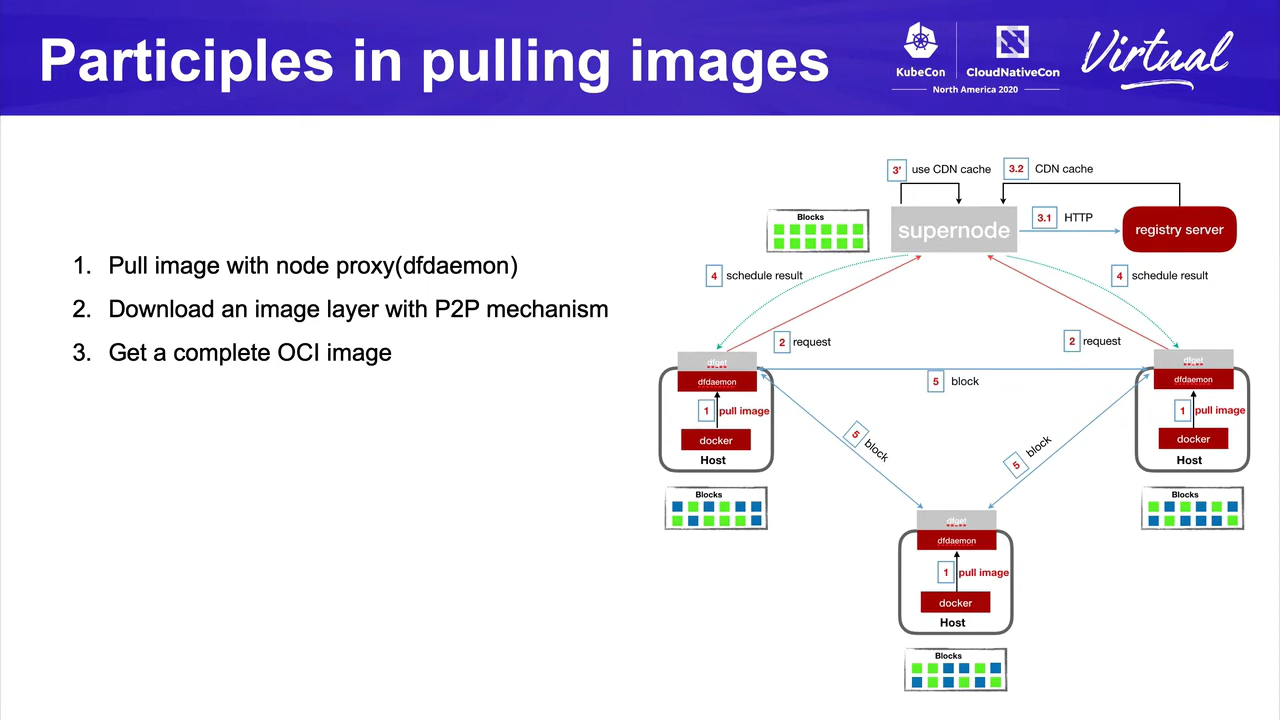 Participles in pulling images
KubeCon
CloudNativeCon
North America 2020
Virtual
1. Pull image with node proxy(dfdaemon)
2. Download an image layer with P2P mechanism
3. Get a complete OCI image
3' use CDN cache
3.2 CDN cache
Blocks
supernode
3.1 HTTP
registry server
4 schedule result
4 schedule result
2 request
2 request
dfget
dfdaemon
1 pull image
docker
Host
Blocks
5 block
5 block
5 block
dfget
dfdaemon
1 pull image
docker
Host
Blocks
dfget
dfdaemon
1 pull image
docker
Host
Blocks